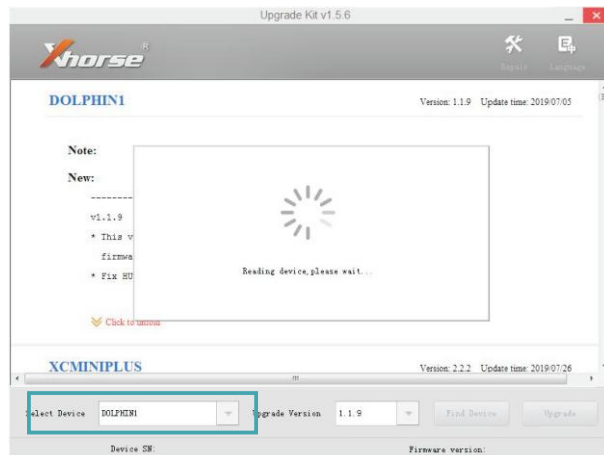 Upgrade Kit v1.5.6
Xhorse®
Repair Language
DOLPHIN1 Version: 1.1.9 Update time: 2019/07/05
Note:
New:
--------
v1.1.9
* This v
firmwa
* Fix HU
Reading device,please wait...
Click to
XCMINIPLUS Version: 2.2.2 Update time: 2019/07/26
Select Device DOLPHIN1 Upgrade Version 1.1.9 Find Device Upgrade
Device SN: Firmware version: